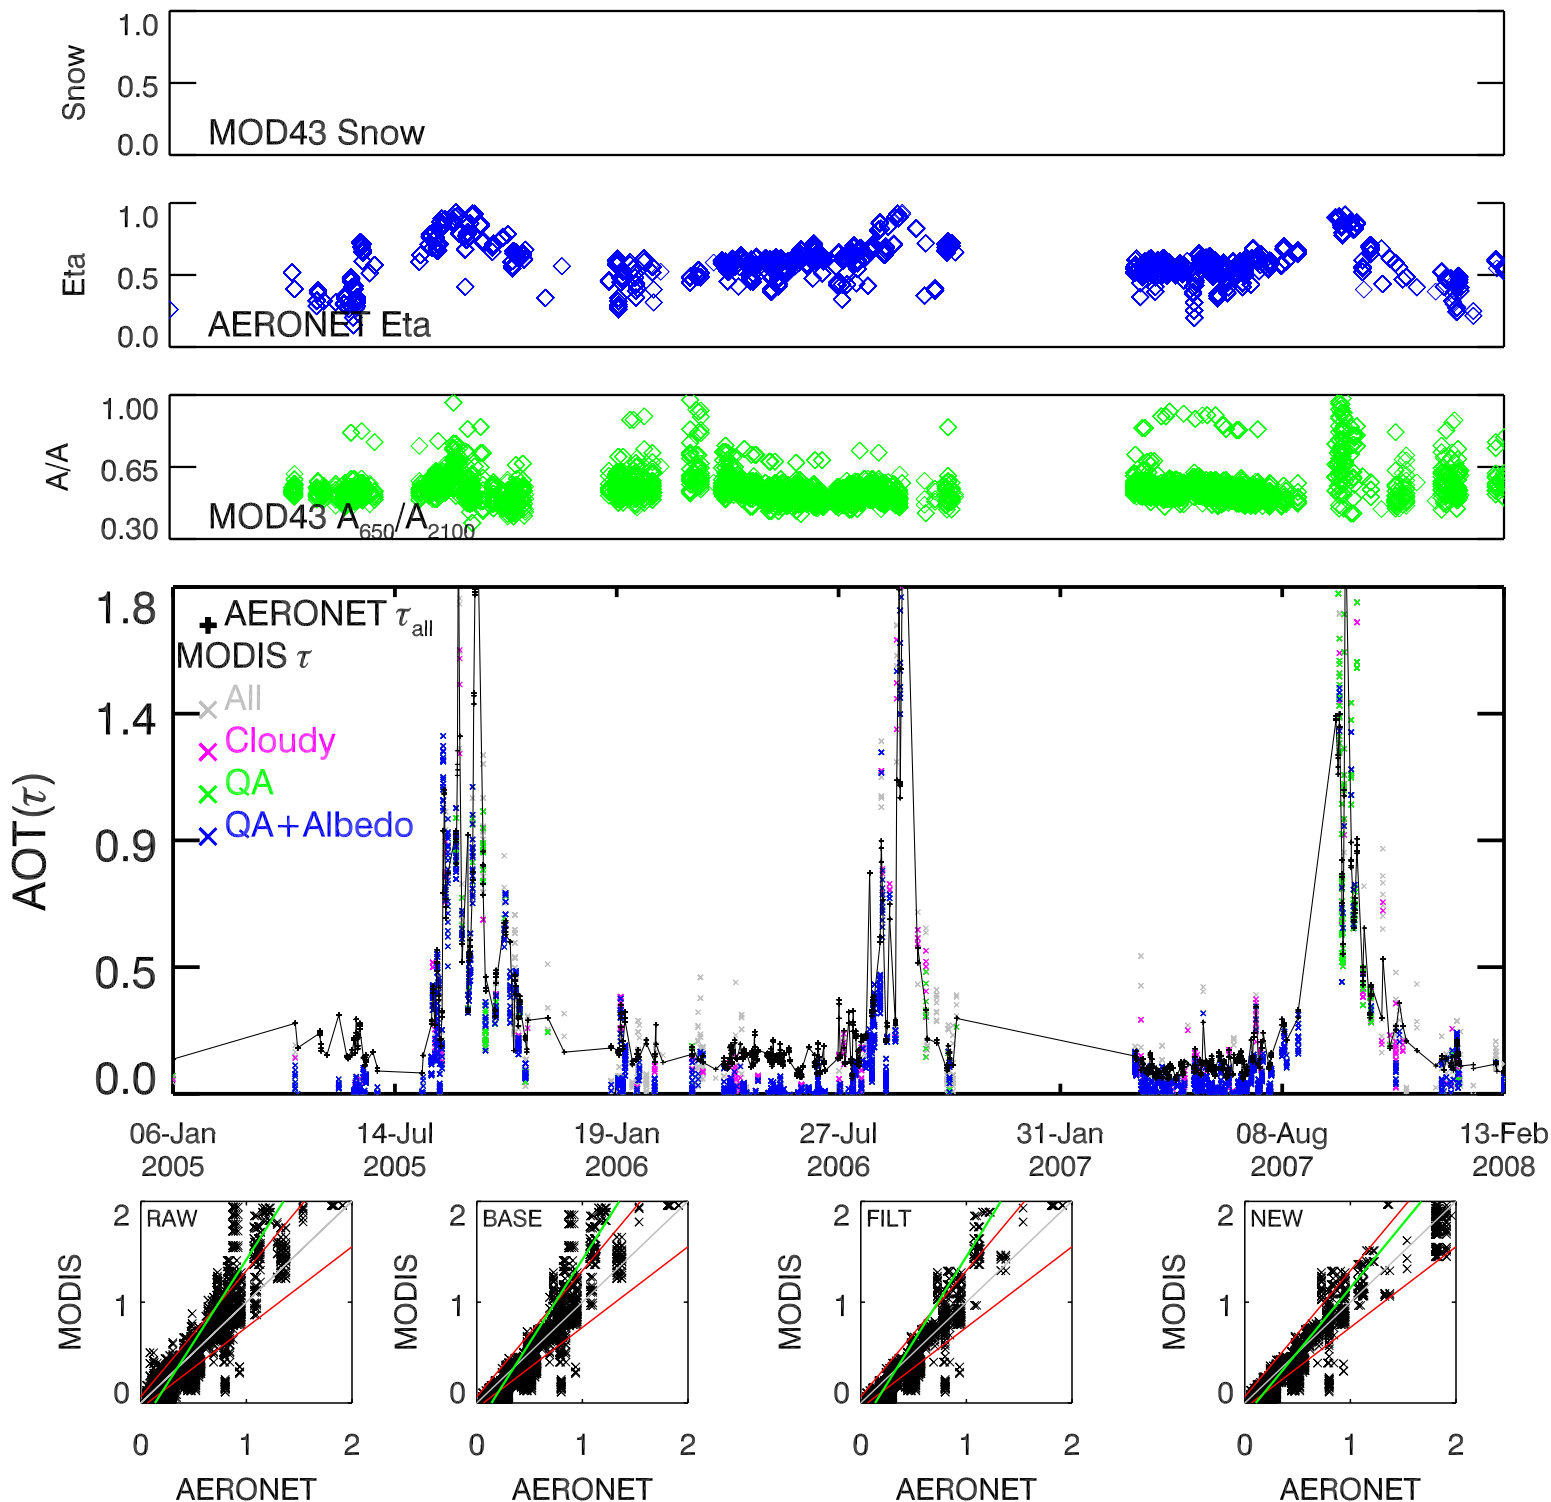 1.0
Snow
0.5
0.0
MOD43 Snow
1.0
Eta
0.5
0.0
AERONET Eta
1.00
A/A
0.65
0.30
MOD43 A650/A2100
1.8
AERONET τall
MODIS τ
All
1.4
Cloudy
QA
QA+Albedo
0.9
AOT(τ)
0.5
0.0
06-Jan 14-Jul 19-Jan 27-Jul 31-Jan 08-Aug 13-Feb
2005 2005 2006 2006 2007 2007 2008
2 RAW 2 BASE 2 FILT 2 NEW
MODIS MODIS MODIS MODIS
1 1 1 1
0 0 0 0
0 1 2 0 1 2 0 1 2 0 1 2
AERONET AERONET AERONET AERONET